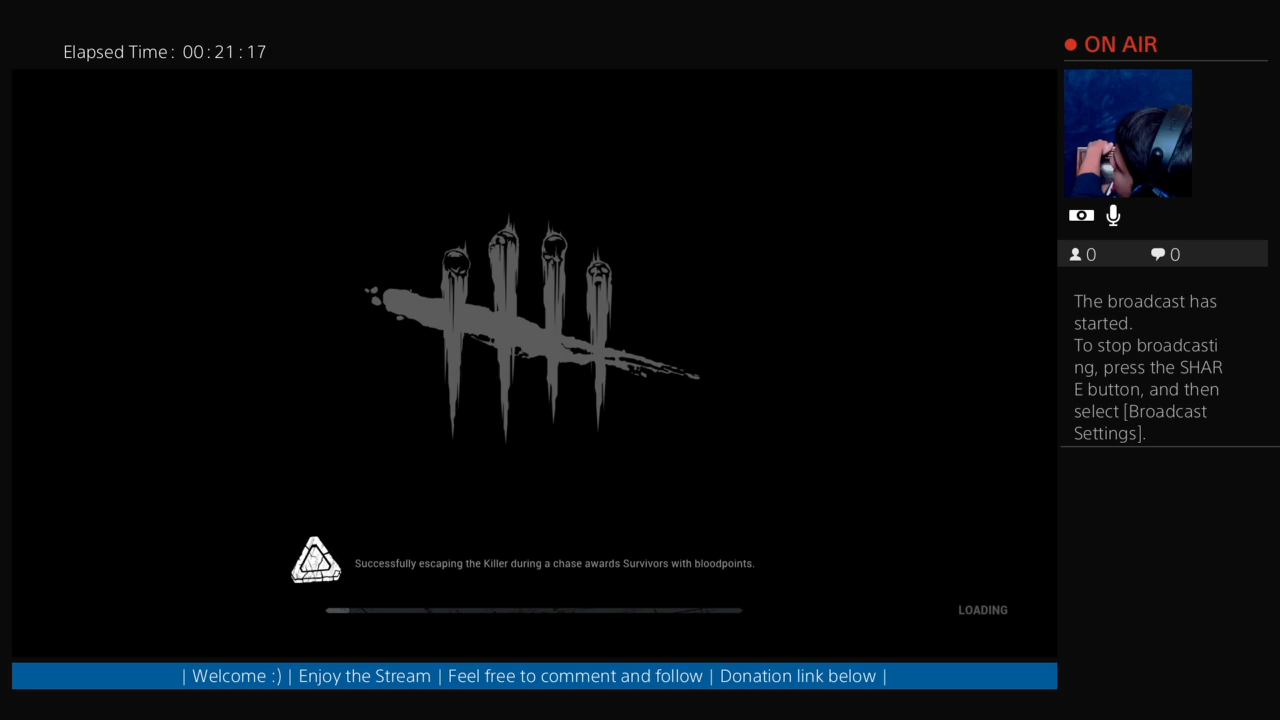 Elapsed Time: 00:21:17
ON AIR
0 0
The broadcast has
started.
To stop broadcasti
ng, press the SHAR
E button, and then
select [Broadcast
Settings].
Successfully escaping the Killer during a chase awards Survivors with bloodpoints.
LOADING
| Welcome :) | Enjoy the Stream | Feel free to comment and follow | Donation link below |